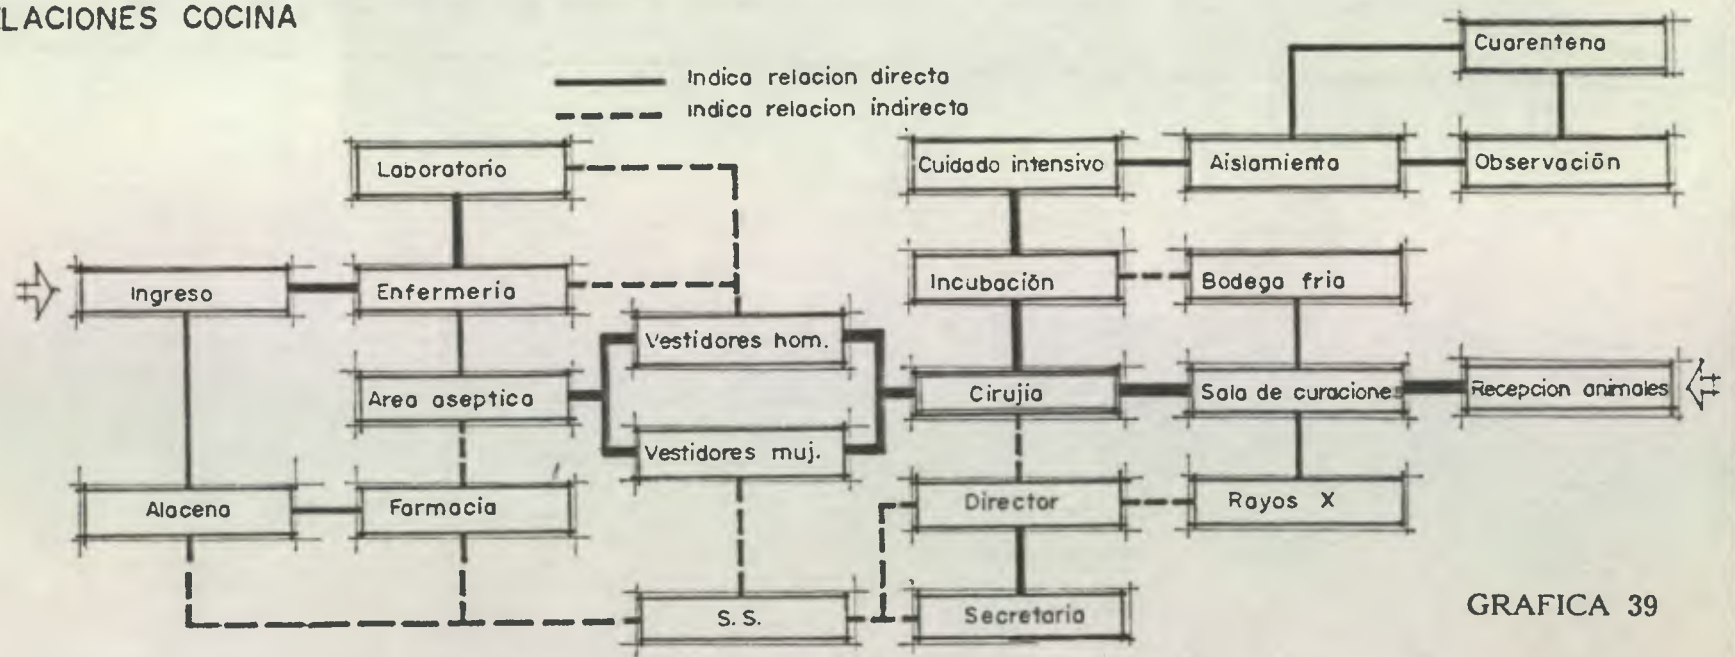 LACIONES COCINA
Indica relacion directa
indica relacion indirecta
Cuarentena
Laboratorio
Cuidado intensivo
Aislamiento
Observación
Ingreso
Enfermeria
Incubación
Bodega fria
Vestidores hom.
Area aseptica
Cirujia
Sala de curaciones
Recepcion animales
Vestidores muj.
Alacena
Farmacia
Director
Rayos X
S.S.
Secretaria
GRAFICA 39